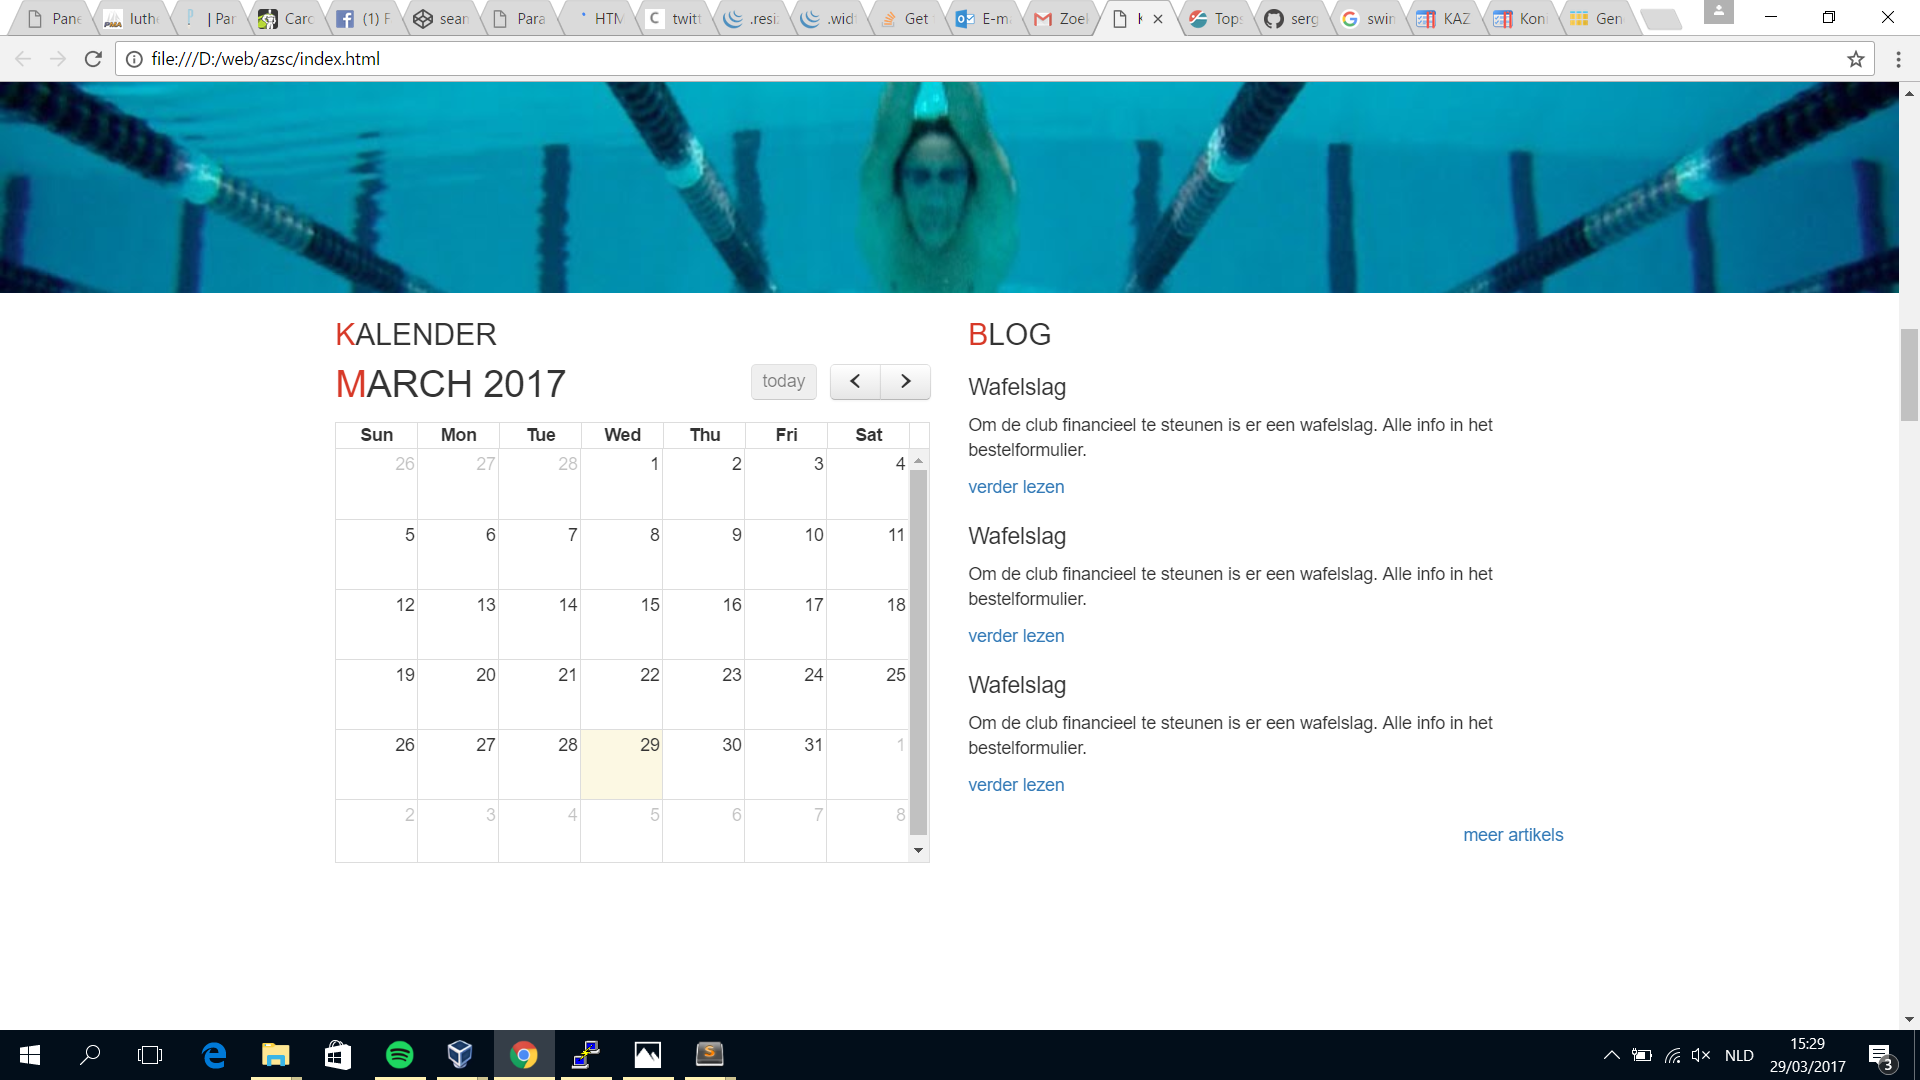 Pane
luthe
| Par
Carc
(1) F
sean
Para
HTM
twitt
.resi
.widt
Get
E-ma
Zoek
K
Tops
serg
swim
KAZ
Kon
Gen
file:///D:/web/azsc/index.html
KALENDER
MARCH 2017
today
Sun Mon Tue Wed Thu Fri Sat
26 27 28 1 2 3 4
5 6 7 8 9 10 11
12 13 14 15 16 17 18
19 20 21 22 23 24 25
26 27 28 29 30 31 1
2 3 4 5 6 7 8
BLOG
Wafelslag
Om de club financieel te steunen is er een wafelslag. Alle info in het
bestelformulier.
verder lezen
Wafelslag
Om de club financieel te steunen is er een wafelslag. Alle info in het
bestelformulier.
verder lezen
Wafelslag
Om de club financieel te steunen is er een wafelslag. Alle info in het
bestelformulier.
verder lezen
meer artikels
NLD
15:29
29/03/2017
3